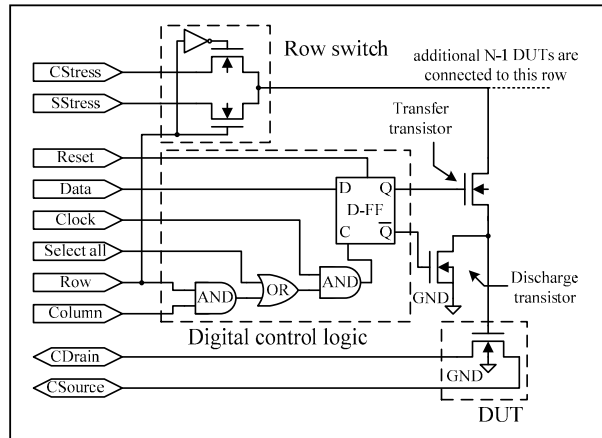 Row switch
additional N-1 DUTs are
connected to this row
CStress
SStress
Transfer
transistor
Reset
Data
Clock
Select all
Row
Column
D
Q
D-FF
C
Q̅
AND
OR
AND
GND
Discharge
transistor
Digital control logic
CDrain
CSource
GND
DUT